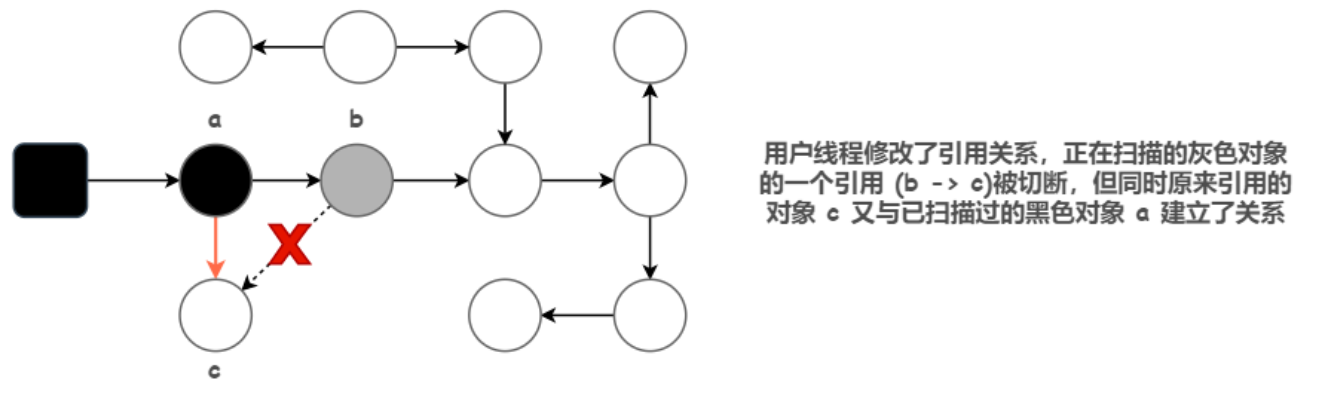 a
b
用户线程修改了引用关系，正在扫描的灰色对象
的一个引用 (b -> c)被切断，但同时原来引用的
对象 c 又与已扫描过的黑色对象 a 建立了关系
c